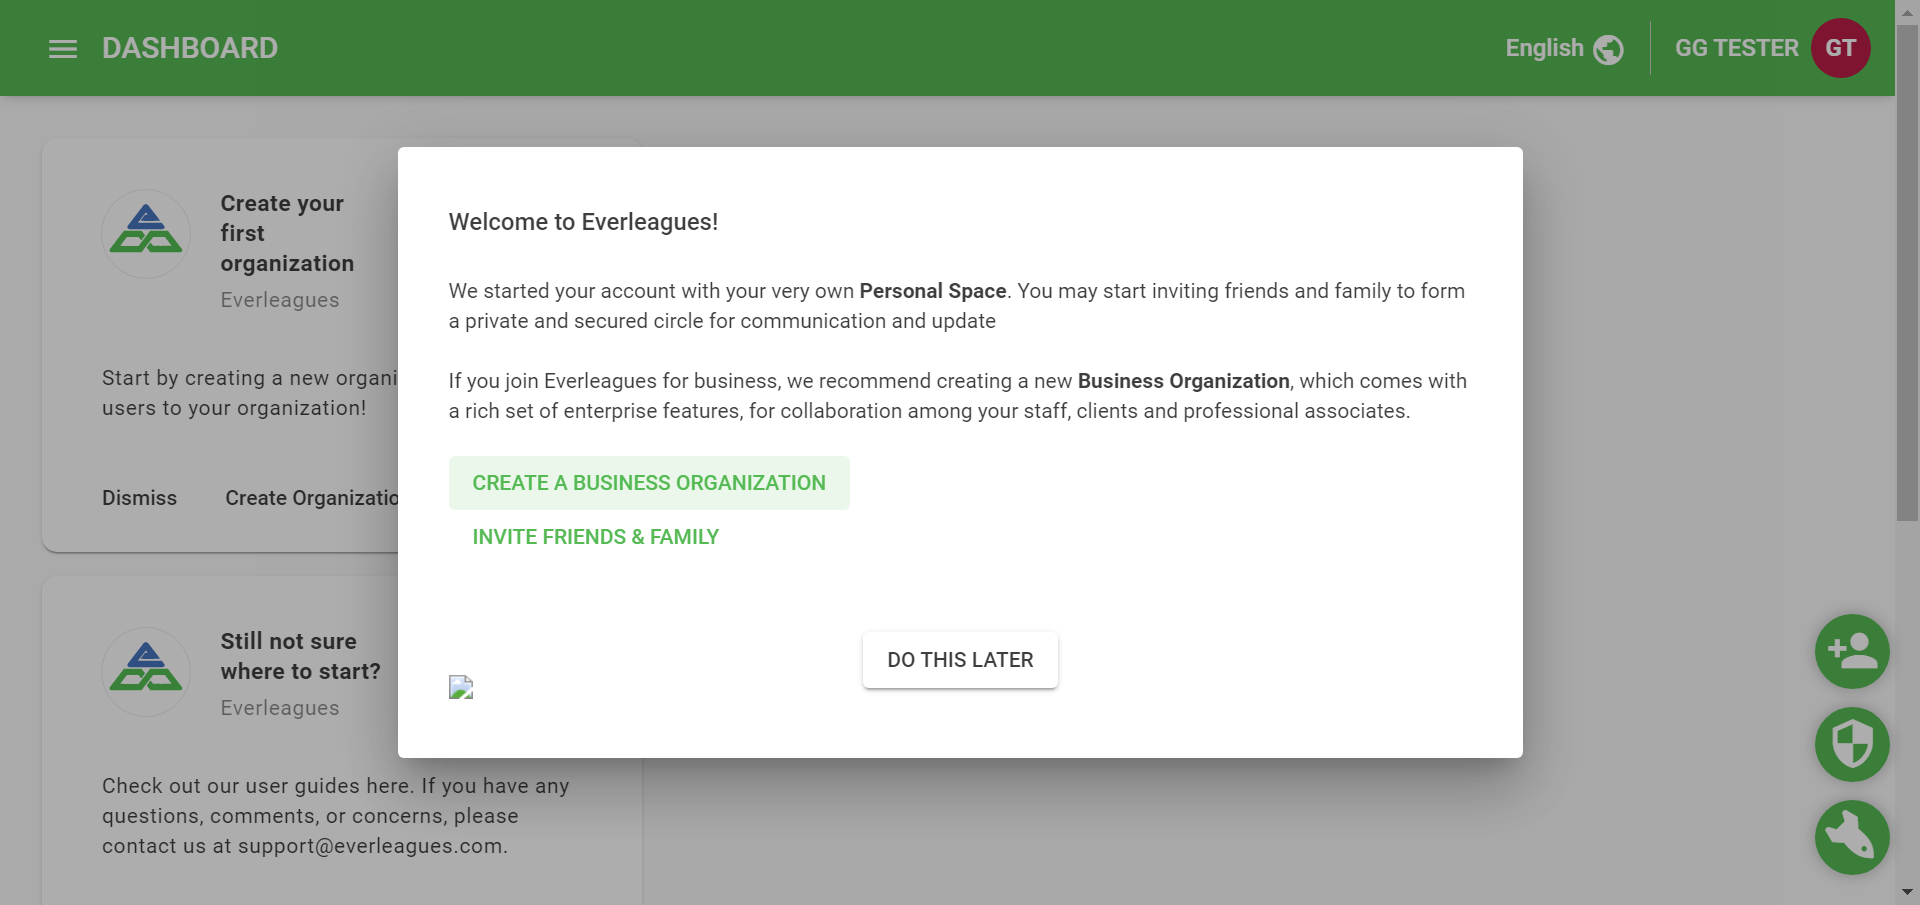 DASHBOARD
English
GG TESTER
GT
Create your
first
organization
Everleagues
Start by creating a new organi
users to your organization!
Dismiss
Create Organizatio
Welcome to Everleagues!
We started your account with your very own Personal Space. You may start inviting friends and family to form
a private and secured circle for communication and update
If you join Everleagues for business, we recommend creating a new Business Organization, which comes with
a rich set of enterprise features, for collaboration among your staff, clients and professional associates.
CREATE A BUSINESS ORGANIZATION
INVITE FRIENDS & FAMILY
DO THIS LATER
Still not sure
where to start?
Everleagues
Check out our user guides here. If you have any
questions, comments, or concerns, please
contact us at support@everleagues.com.